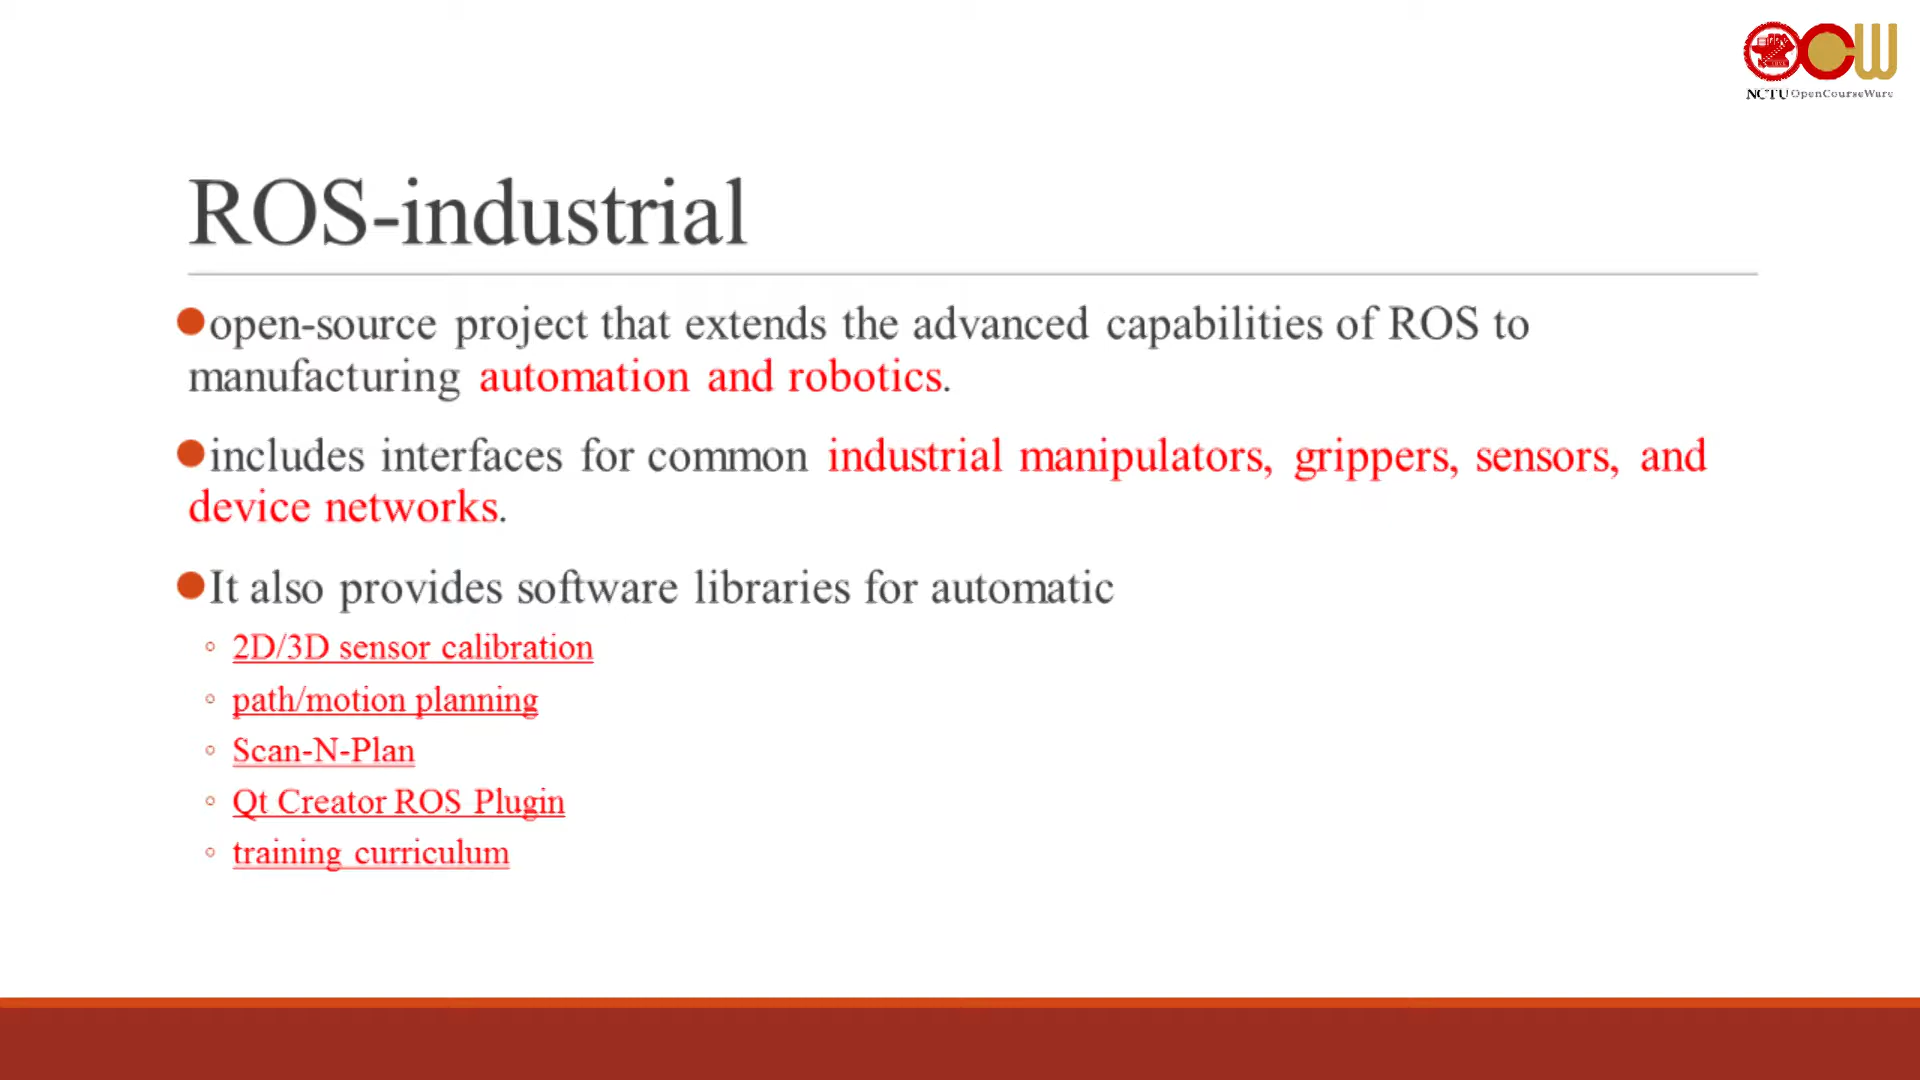 OCW
NCTU OpenCourseWare
ROS-industrial
●open-source project that extends the advanced capabilities of ROS to
manufacturing automation and robotics.
●includes interfaces for common industrial manipulators, grippers, sensors, and
device networks.
●It also provides software libraries for automatic
◦ 2D/3D sensor calibration
◦ path/motion planning
◦ Scan-N-Plan
◦ Qt Creator ROS Plugin
◦ training curriculum